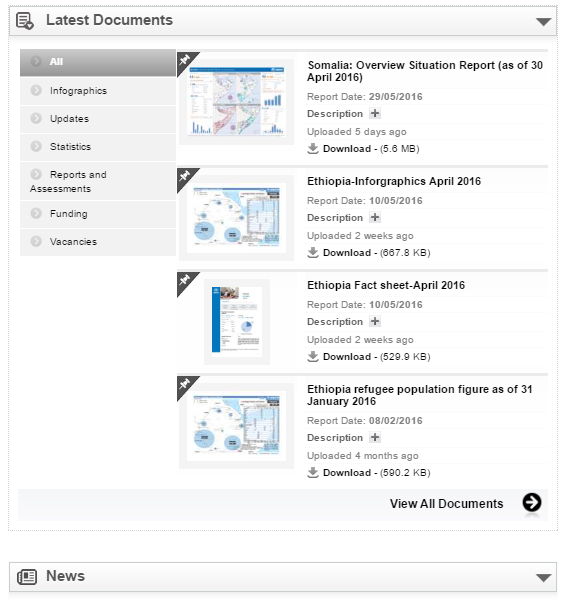 Latest Documents
All
Infographics
Updates
Statistics
Reports and
Assessments
Funding
Vacancies
Somalia: Overview Situation Report (as of 30
April 2016)
Report Date: 29/05/2016
Description
Uploaded 5 days ago
Download - (5.6 MB)
Ethiopia-Inforgraphics April 2016
Report Date: 10/05/2016
Description
Uploaded 2 weeks ago
Download - (667.8 KB)
Ethiopia Fact sheet-April 2016
Report Date: 10/05/2016
Description
Uploaded 2 weeks ago
Download - (529.9 KB)
Ethiopia refugee population figure as of 31
January 2016
Report Date: 08/02/2016
Description
Uploaded 4 months ago
Download - (590.2 KB)
View All Documents
News